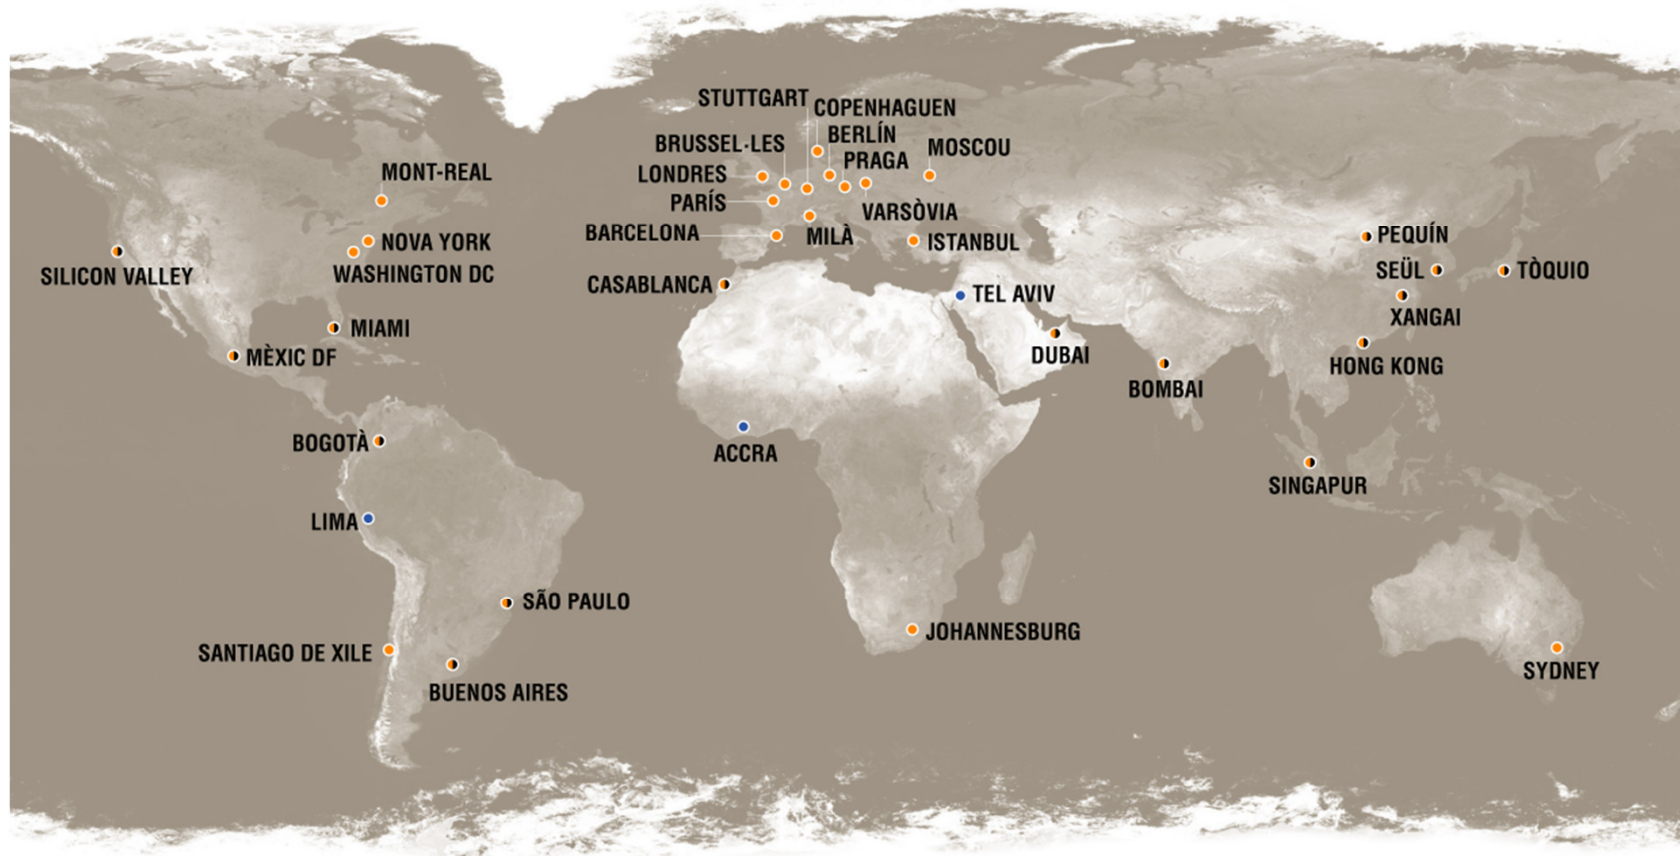 STUTTGART
COPENHAGUEN
BERLÍN
BRUSSEL·LES
MOSCOU
PRAGA
MONT-REAL
LONDRES
PARÍS
VARSÒVIA
BARCELONA
MILÀ
ISTANBUL
PEQUÍN
NOVA YORK
SILICON VALLEY
WASHINGTON DC
SEÜL
TÒQUIO
CASABLANCA
TEL AVIV
XANGAI
MIAMI
MÈXIC DF
DUBAI
HONG KONG
BOMBAI
BOGOTÀ
ACCRA
SINGAPUR
LIMA
SÃO PAULO
JOHANNESBURG
SANTIAGO DE XILE
SYDNEY
BUENOS AIRES